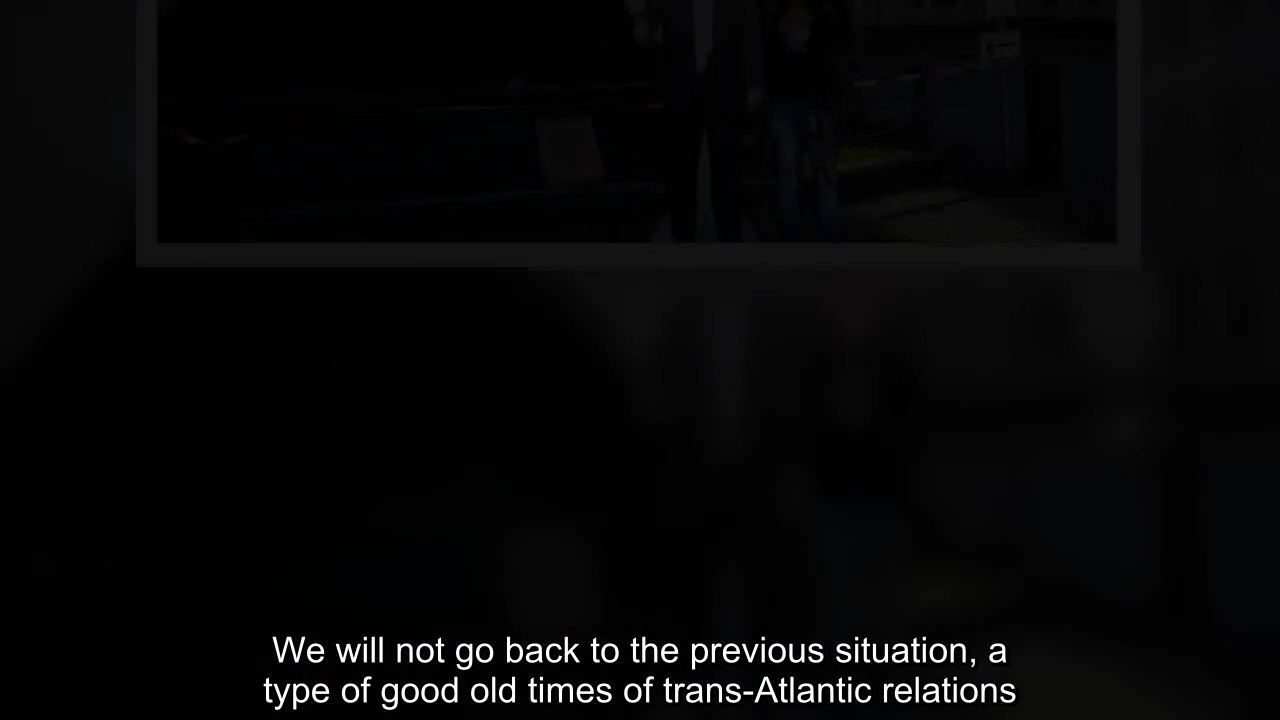 We will not go back to the previous situation, a
type of good old times of trans-Atlantic relations